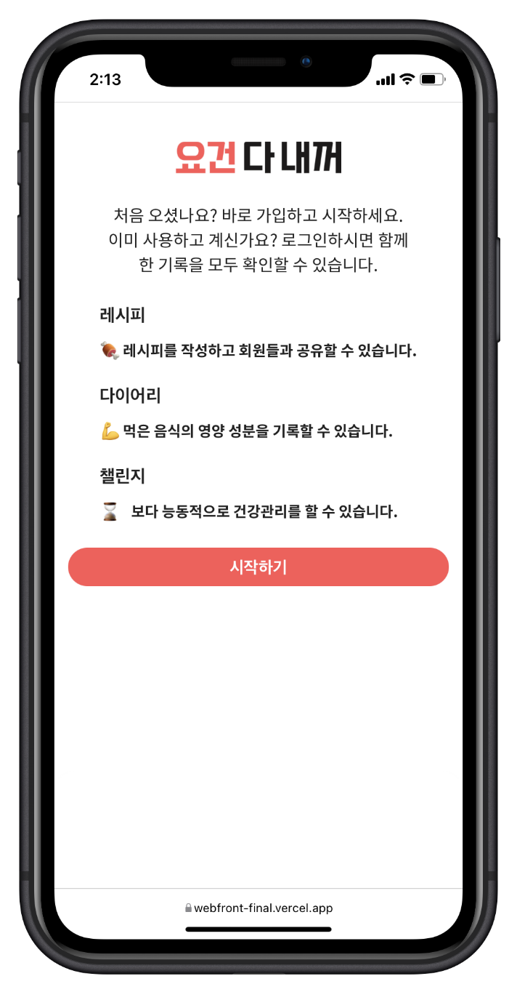 2:13
요건 다 내꺼
처음 오셨나요? 바로 가입하고 시작하세요.
이미 사용하고 계신가요? 로그인하시면 함께
한 기록을 모두 확인할 수 있습니다.
레시피
🍖 레시피를 작성하고 회원들과 공유할 수 있습니다.
다이어리
💪 먹은 음식의 영양 성분을 기록할 수 있습니다.
챌린지
⌛ 보다 능동적으로 건강관리를 할 수 있습니다.
시작하기
webfront-final.vercel.app